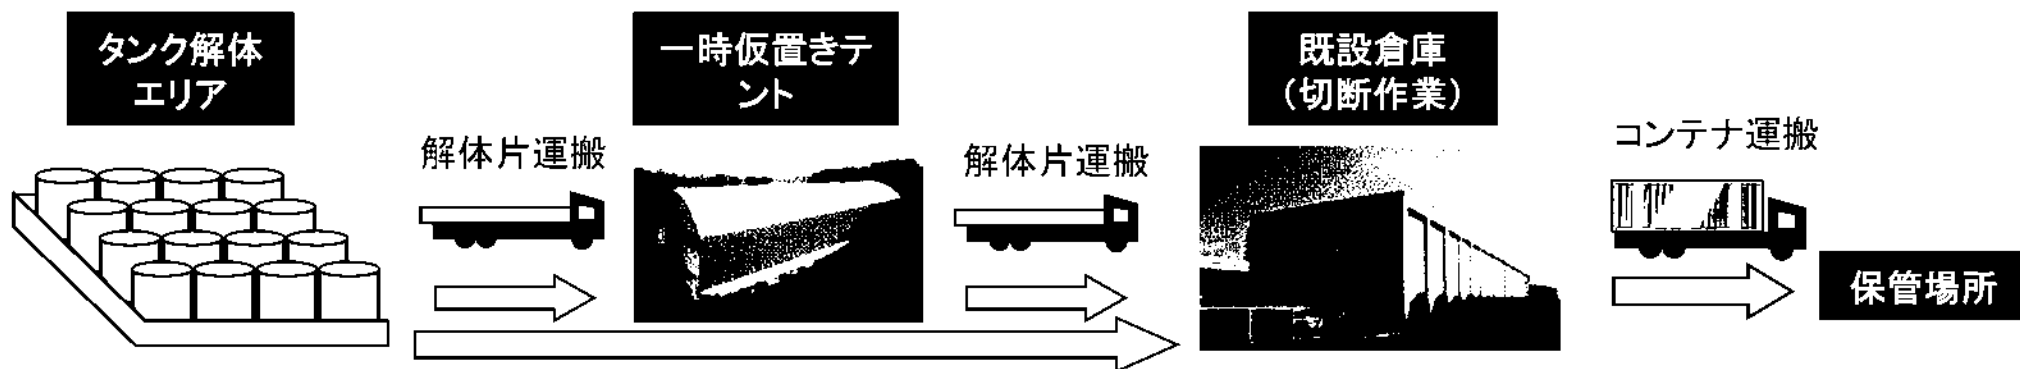 タンク解体
エリア
解体片運搬
一時仮置きテ
ント
解体片運搬
既設倉庫
（切断作業）
コンテナ運搬
保管場所